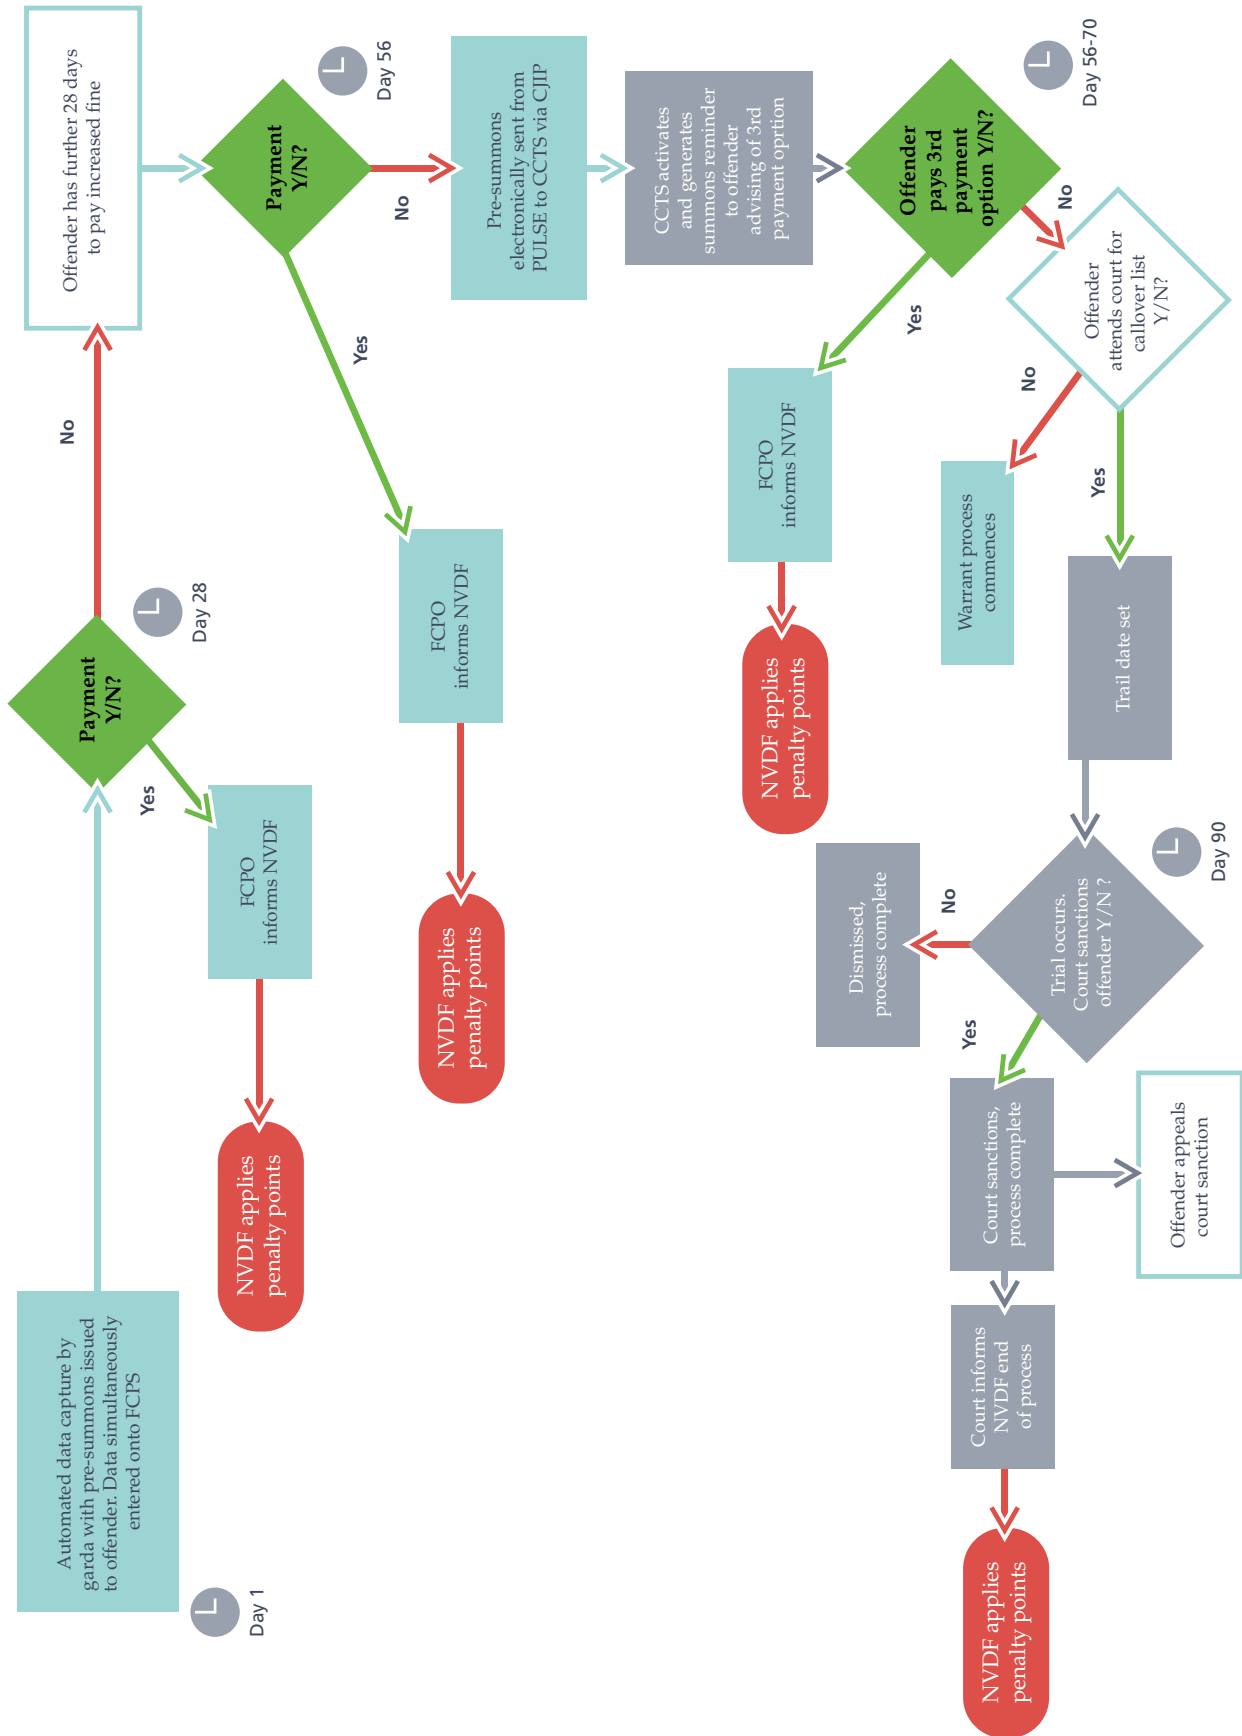 Automated data capture by
garda with pre-summons issued
to offender. Data simultaneously
entered onto FCPS
Day 1
Payment
Y/N?
Day 28
No
Yes
FCPO
informs NVDF
NVDF applies
penalty points
Offender has further 28 days
to pay increased fine
Payment
Y/N?
Day 56
Yes
FCPO
informs NVDF
NVDF applies
penalty points
No
Pre-summons
electronically sent from
PULSE to CCTS via CJIP
CCTS activates
and generates
summons reminder
to offender
advising of 3rd
payment oprtion
Offender
pays 3rd
payment
option Y/N?
Day 56-70
Yes
FCPO
informs NVDF
NVDF applies
penalty points
No
Offender
attends court for
callover list
Y/N?
No
Warrant process
commences
Yes
Trail date set
Trial occurs.
Court sanctions
offender Y/N ?
Day 90
No
Dismissed,
process complete
Yes
Court sanctions,
process complete
Offender appeals
court sanction
Court informs
NVDF end
of process
NVDF applies
penalty points